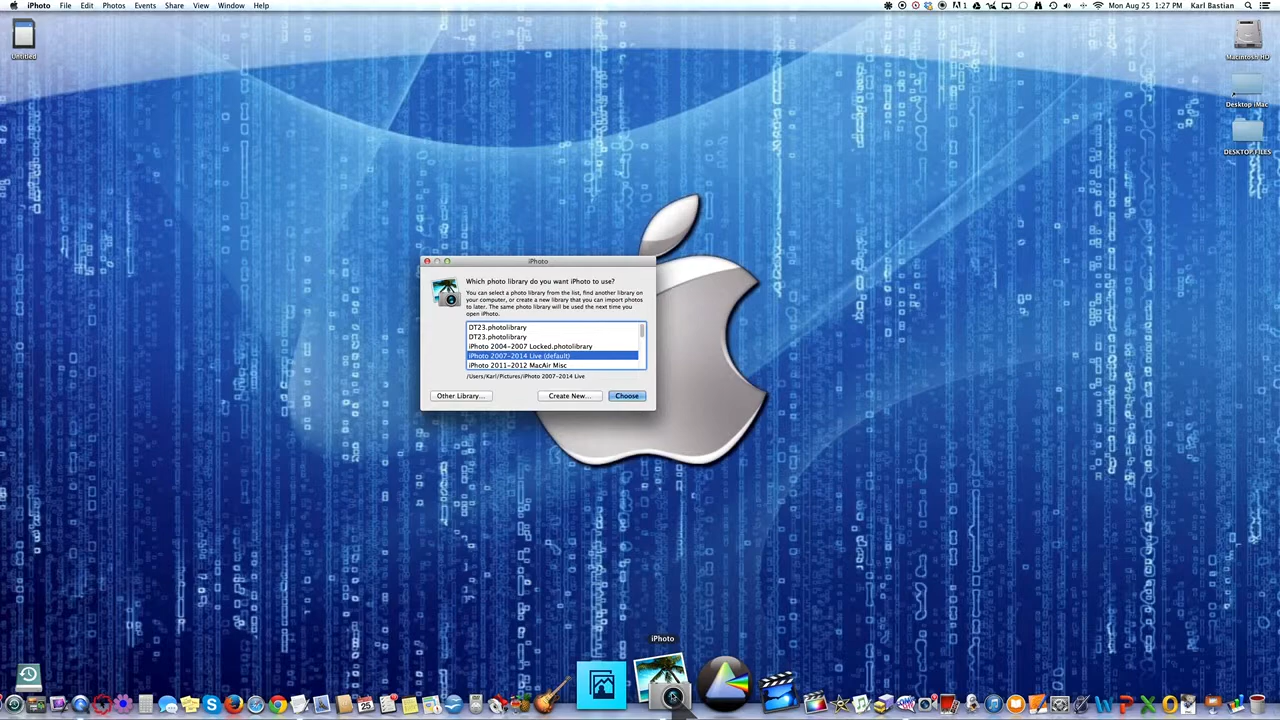 iPhoto File Edit Photos Events Share View Window Help
1 Mon Aug 25 1:27 PM Karl Bastian
Untitled
Macintosh HD
Desktop iMac
DESKTOP FILES
iPhoto
Which photo library do you want iPhoto to use?
You can select a photo library from the list, find another library on
your computer, or create a new library that you can import photos
to later. The same photo library will be used the next time you
open iPhoto.
DT23.photolibrary
DT23.photolibrary
iPhoto 2004-2007 Locked.photolibrary
iPhoto 2007-2014 Live (default)
iPhoto 2011-2012 MacAir Misc
/Users/Karl/Pictures/iPhoto 2007-2014 Live
Other Library... Create New... Choose
iPhoto
25